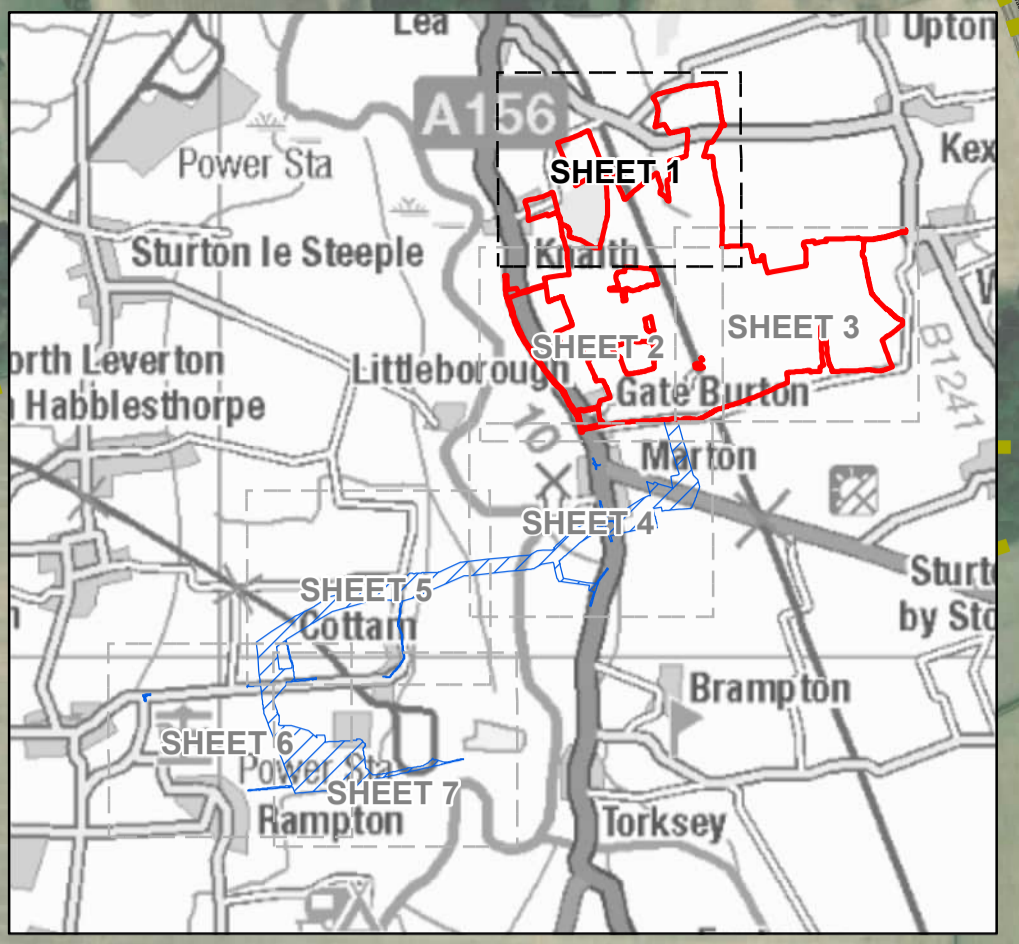 Lea
Upton
A156
Power Sta
Kex
SHEET 1
Sturton le Steeple
Knaith
SHEET 3
SHEET 2
orth Leverton
Habblesthorpe
Littleborough
Gate Burton
B1241
10
Marton
SHEET 4
Sturt
by Sto
SHEET 5
Cottam
Brampton
SHEET 6
Power Sta
SHEET 7
Rampton
Torksey